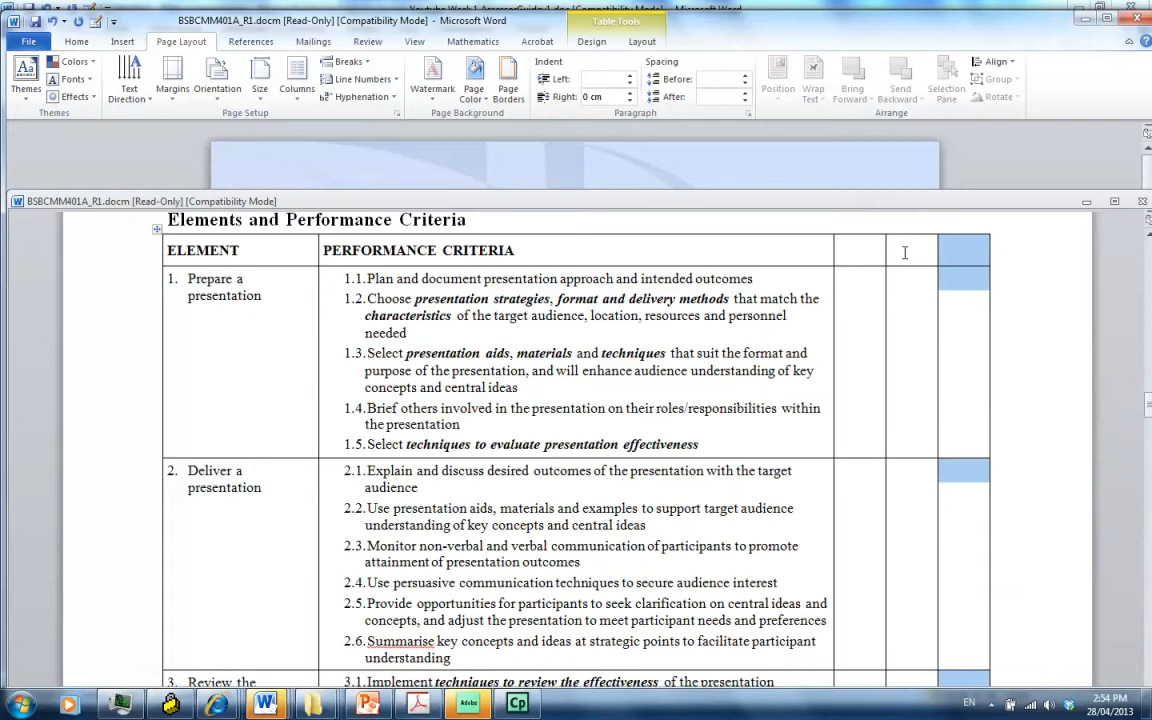 Youtube Week 1 AssessorGuidev1.docm [Compatibility Mode] - Microsoft Word
BSBCMM401A_R1.docm [Read-Only] [Compatibility Mode] - Microsoft Word
Table Tools
File Home Insert Page Layout References Mailings Review View Mathematics Acrobat Design Layout
Themes
Colors
Fonts
Effects
Themes
Text Direction
Margins
Orientation
Size
Columns
Breaks
Line Numbers
Hyphenation
Page Setup
Watermark
Page Color
Page Borders
Page Background
Indent
Left:
Right: 0 cm
Spacing
Before:
After:
Paragraph
Position
Wrap Text
Bring Forward
Send Backward
Selection Pane
Align
Group
Rotate
Arrange
BSBCMM401A_R1.docm [Read-Only] [Compatibility Mode]
Elements and Performance Criteria
ELEMENT PERFORMANCE CRITERIA
1. Prepare a
presentation
1.1.Plan and document presentation approach and intended outcomes
1.2.Choose presentation strategies, format and delivery methods that match the
characteristics of the target audience, location, resources and personnel
needed
1.3.Select presentation aids, materials and techniques that suit the format and
purpose of the presentation, and will enhance audience understanding of key
concepts and central ideas
1.4.Brief others involved in the presentation on their roles/responsibilities within
the presentation
1.5.Select techniques to evaluate presentation effectiveness
2. Deliver a
presentation
2.1.Explain and discuss desired outcomes of the presentation with the target
audience
2.2.Use presentation aids, materials and examples to support target audience
understanding of key concepts and central ideas
2.3.Monitor non-verbal and verbal communication of participants to promote
attainment of presentation outcomes
2.4.Use persuasive communication techniques to secure audience interest
2.5.Provide opportunities for participants to seek clarification on central ideas and
concepts, and adjust the presentation to meet participant needs and preferences
2.6.Summarise key concepts and ideas at strategic points to facilitate participant
understanding
3. Review the
3.1.Implement techniques to review the effectiveness of the presentation
Adobe
Cp
EN
2:54 PM
28/04/2013